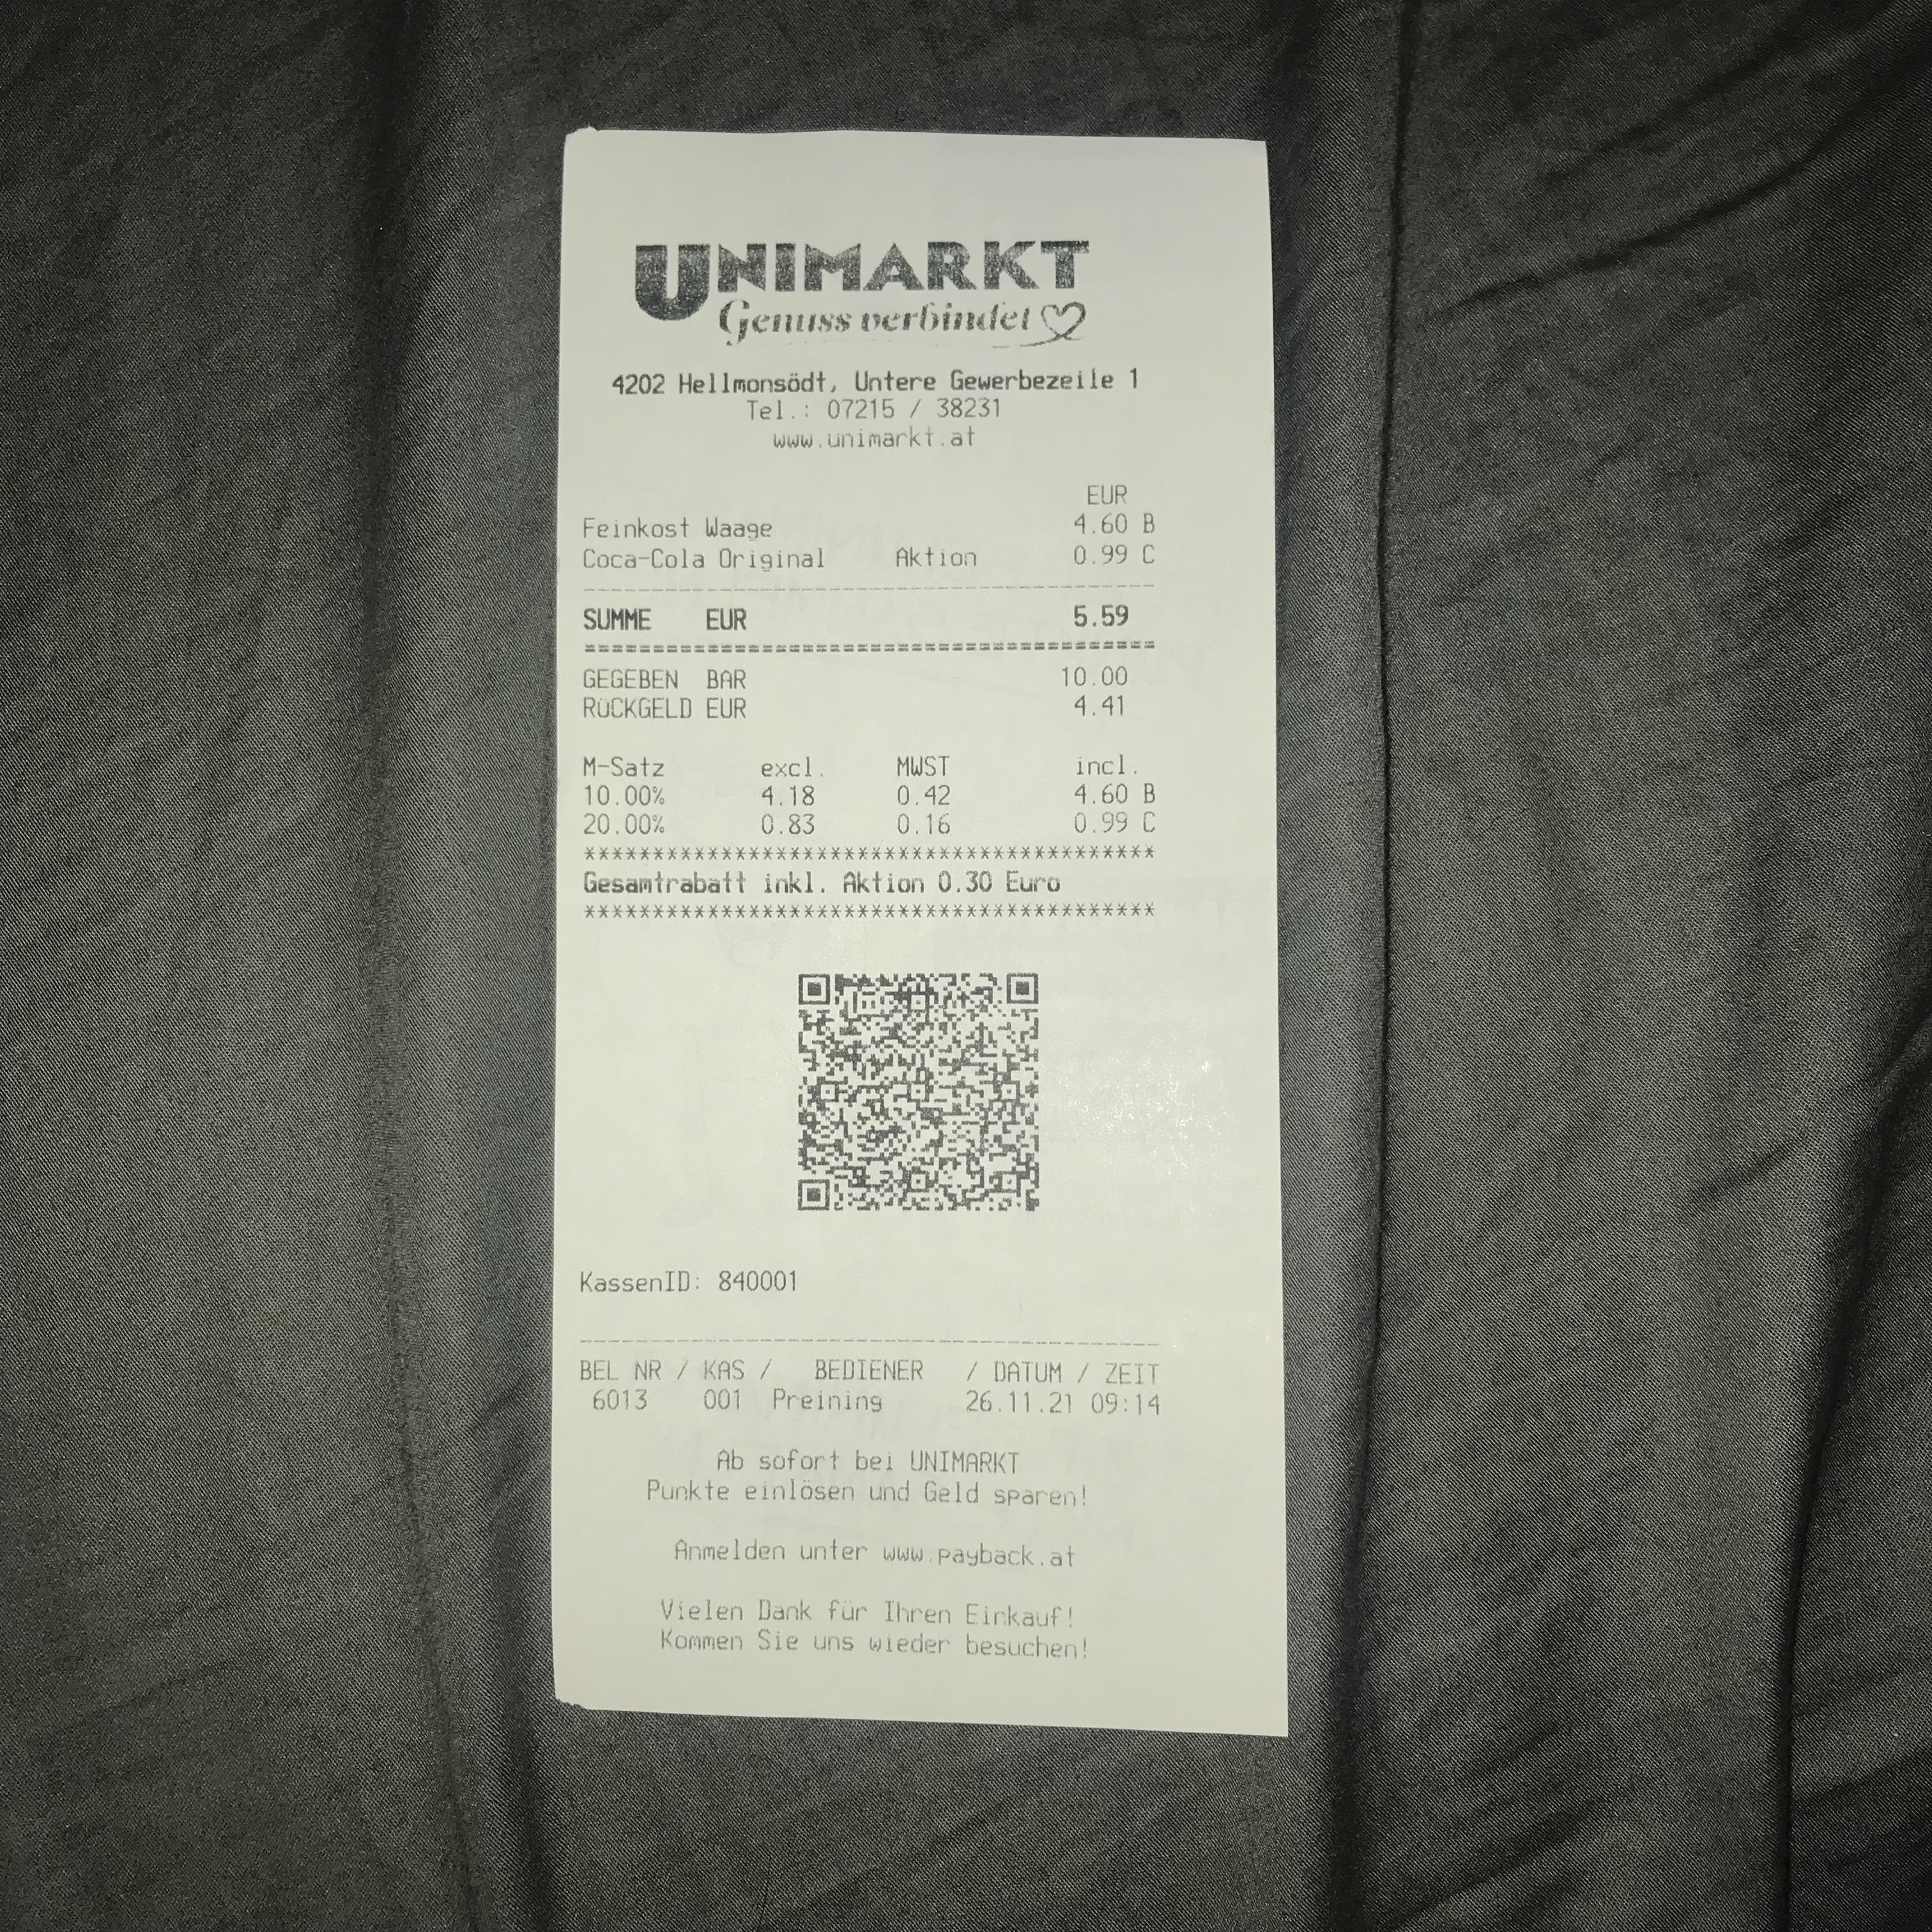 UNIMARKT
Genuss verbindet
4202 Hellmonsödt, Untere Gewerbezeile 1
Tel.: 07215 / 38231
www.unimarkt.at
EUR
Feinkost Waage 4.60 B
Coca-Cola Original Aktion 0.99 C
SUMME EUR 5.59
GEGEBEN BAR 10.00
RÜCKGELD EUR 4.41
M-Satz excl. MWST incl.
10.00% 4.18 0.42 4.60 B
20.00% 0.83 0.16 0.99 C
******************************************
Gesamtrabatt inkl. Aktion 0.30 Euro
******************************************
KassenID: 840001
BEL NR / KAS / BEDIENER / DATUM / ZEIT
6013 001 Preining 26.11.21 09:14
Ab sofort bei UNIMARKT
Punkte einlösen und Geld sparen!
Anmelden unter www.payback.at
Vielen Dank für Ihren Einkauf!
Kommen Sie uns wieder besuchen!